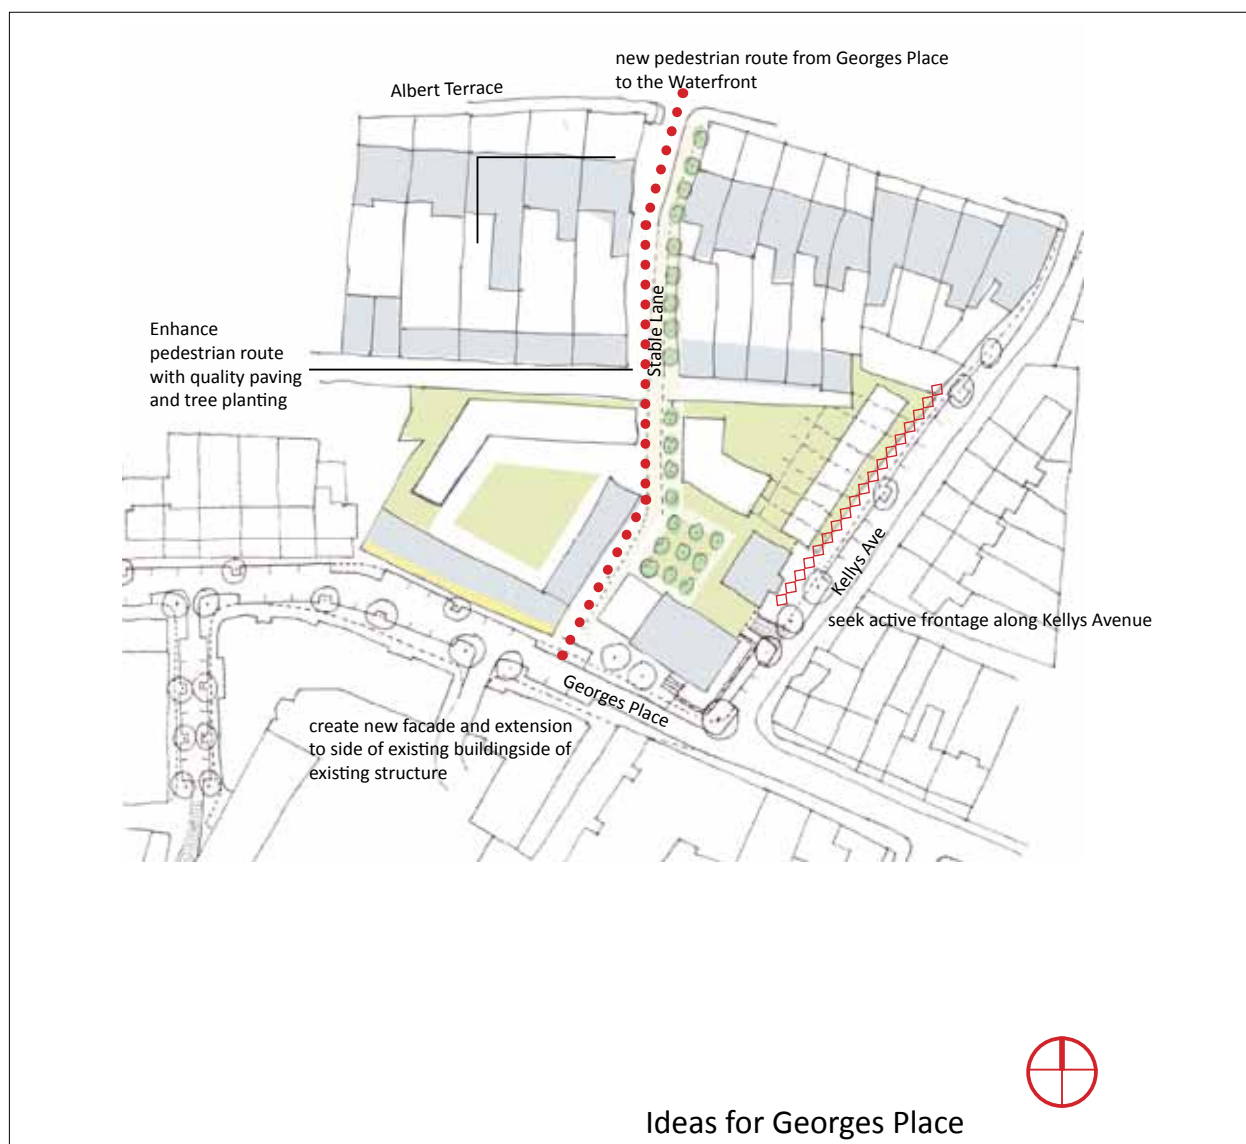 new pedestrian route from Georges Place
to the Waterfront
Albert Terrace
Stable Lane
Enhance
pedestrian route
with quality paving
and tree planting
Kellys Ave
seek active frontage along Kellys Avenue
Georges Place
create new facade and extension
to side of existing buildingside of
existing structure
Ideas for Georges Place